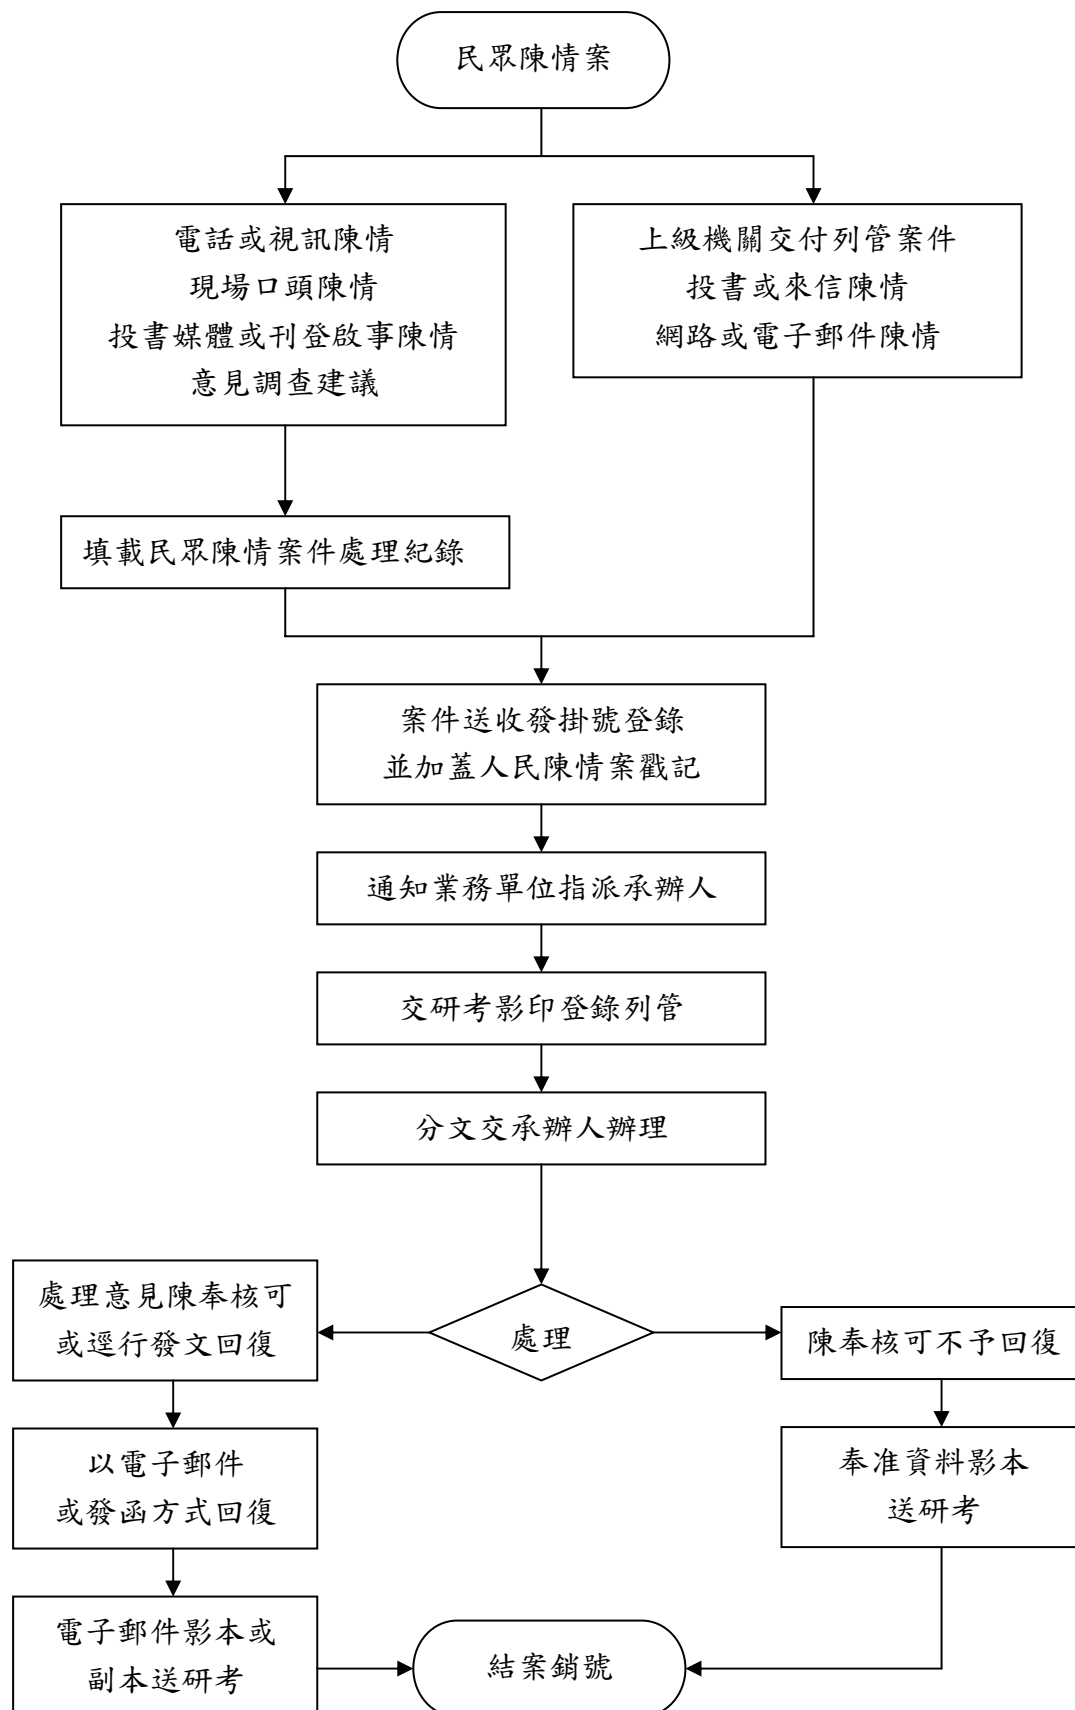 民眾陳情案
電話或視訊陳情
現場口頭陳情
投書媒體或刊登啟事陳情
意見調查建議
上級機關交付列管案件
投書或來信陳情
網路或電子郵件陳情
填載民眾陳情案件處理紀錄
案件送收發掛號登錄
並加蓋人民陳情案戳記
通知業務單位指派承辦人
交研考影印登錄列管
分文交承辦人辦理
處理意見陳奉核可
或逕行發文回復
處理
陳奉核可不予回復
以電子郵件
或發函方式回復
奉准資料影本
送研考
電子郵件影本或
副本送研考
結案銷號